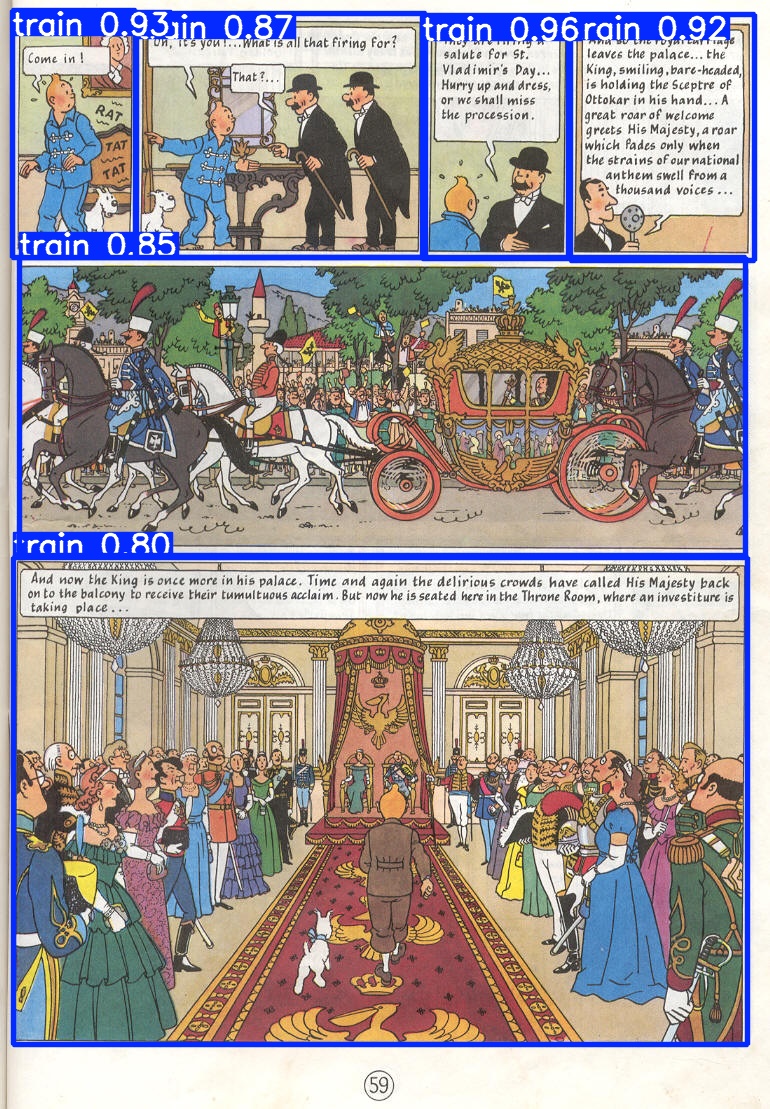 train 0.93
in 0.87
train 0.96
rain 0.92
Come in !
RAT
TAT
TAT
Oh, it's you !...What is all that firing for?
That ?...
salute for St.
Vladimir's Day...
Hurry up and dress,
or we shall miss
the procession.
And so the royal carriage
leaves the palace... the
King, smiling, bare-headed,
is holding the Sceptre of
Ottokar in his hand... A
great roar of welcome
greets His Majesty, a roar
which fades only when
the strains of our national
anthem swell from a
thousand voices ...
train 0.85
train 0.80
And now the King is once more in his palace. Time and again the delirious crowds have called His Majesty back
on to the balcony to receive their tumultuous acclaim. But now he is seated here in the Throne Room, where an investiture is
taking place ...
59